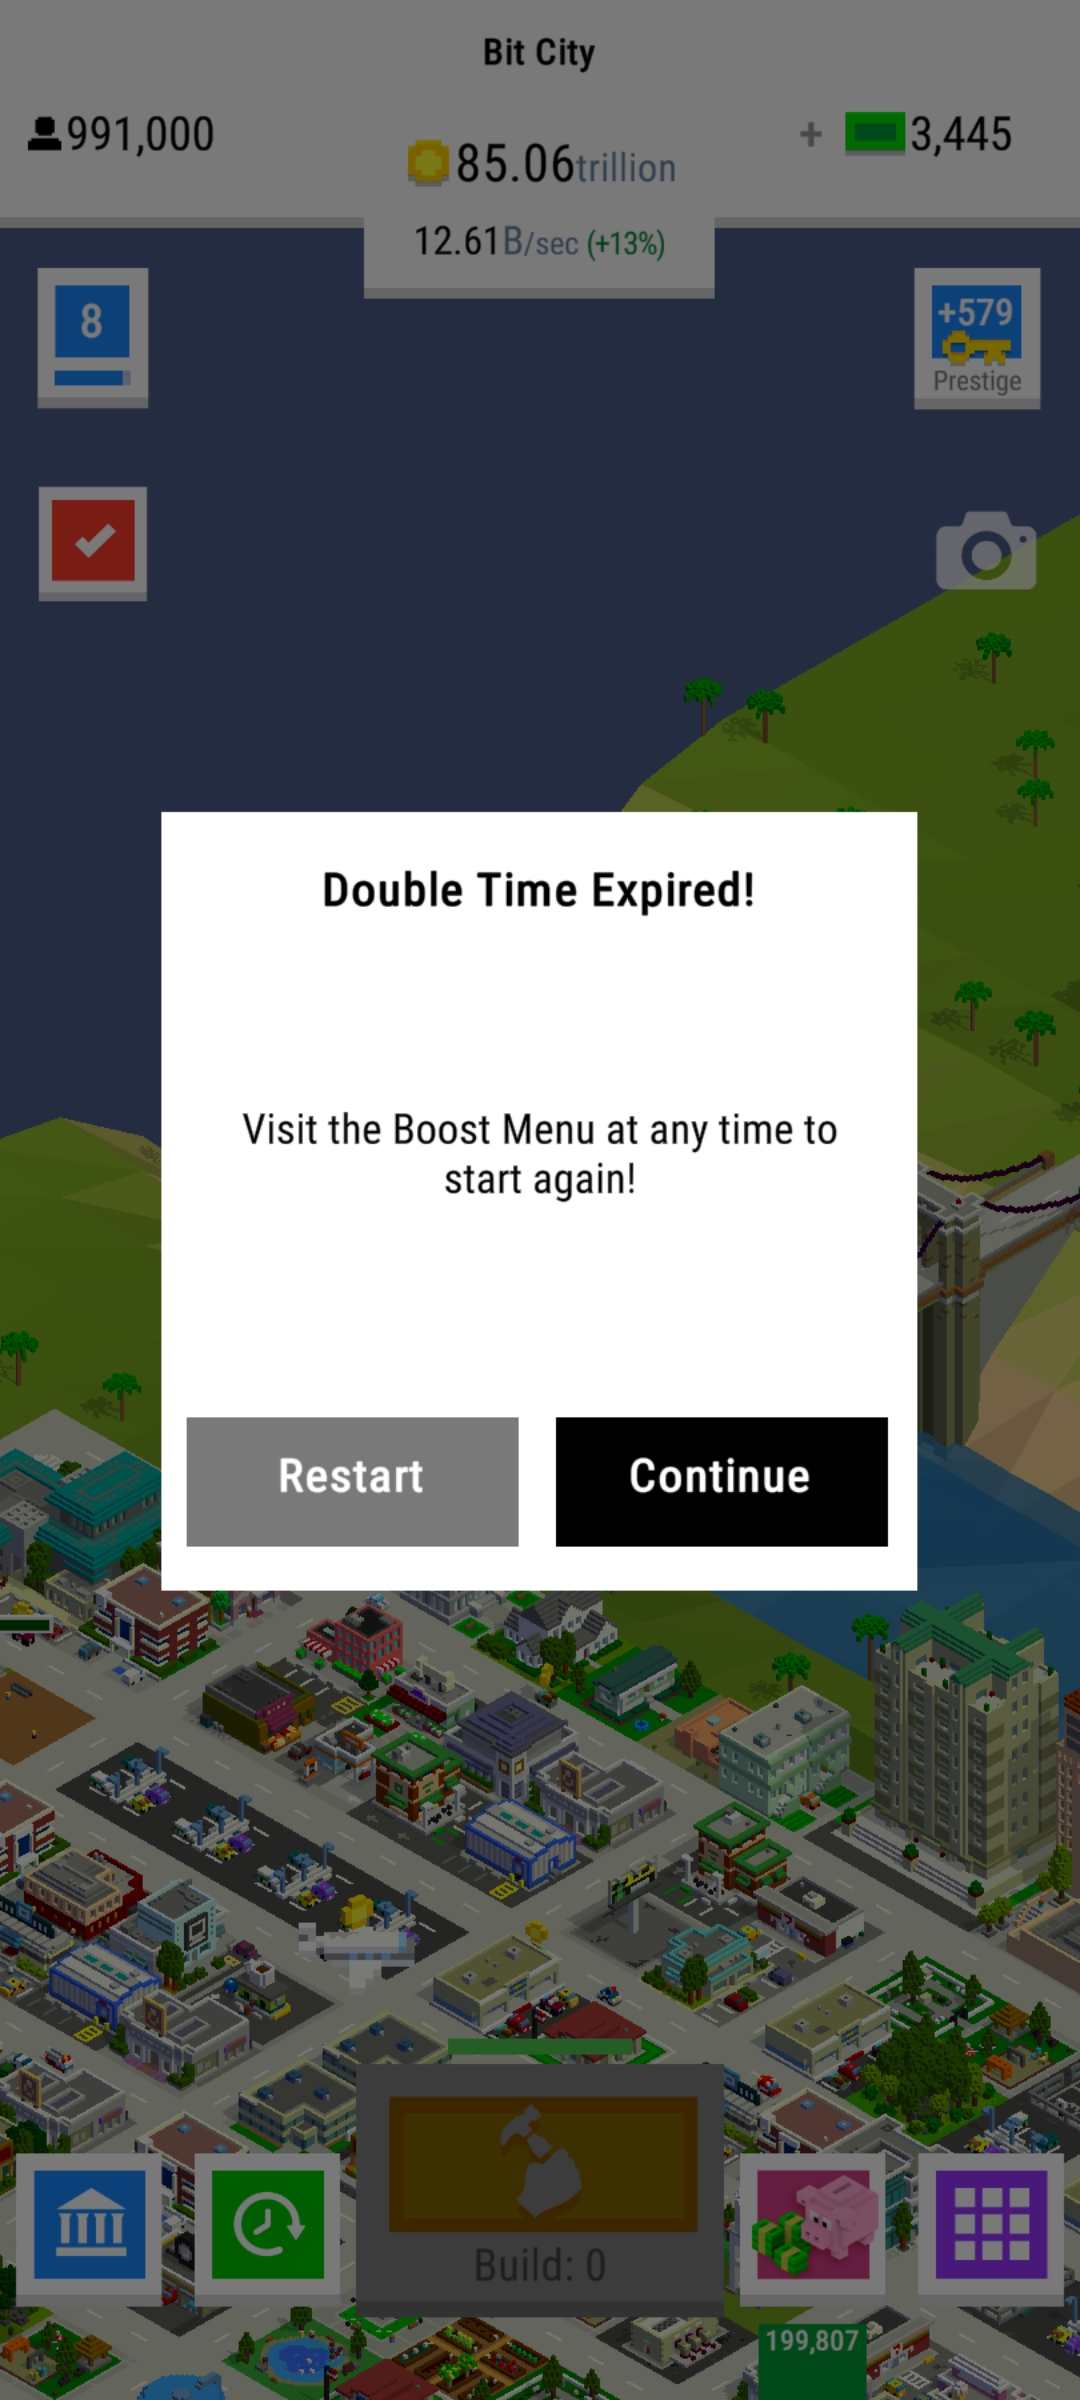 Bit City
991,000
85.06trillion
+ 3,445
12.61B/sec (+13%)
8
+579
Prestige
Double Time Expired!
Visit the Boost Menu at any time to
start again!
Restart
Continue
Build: 0
199,807